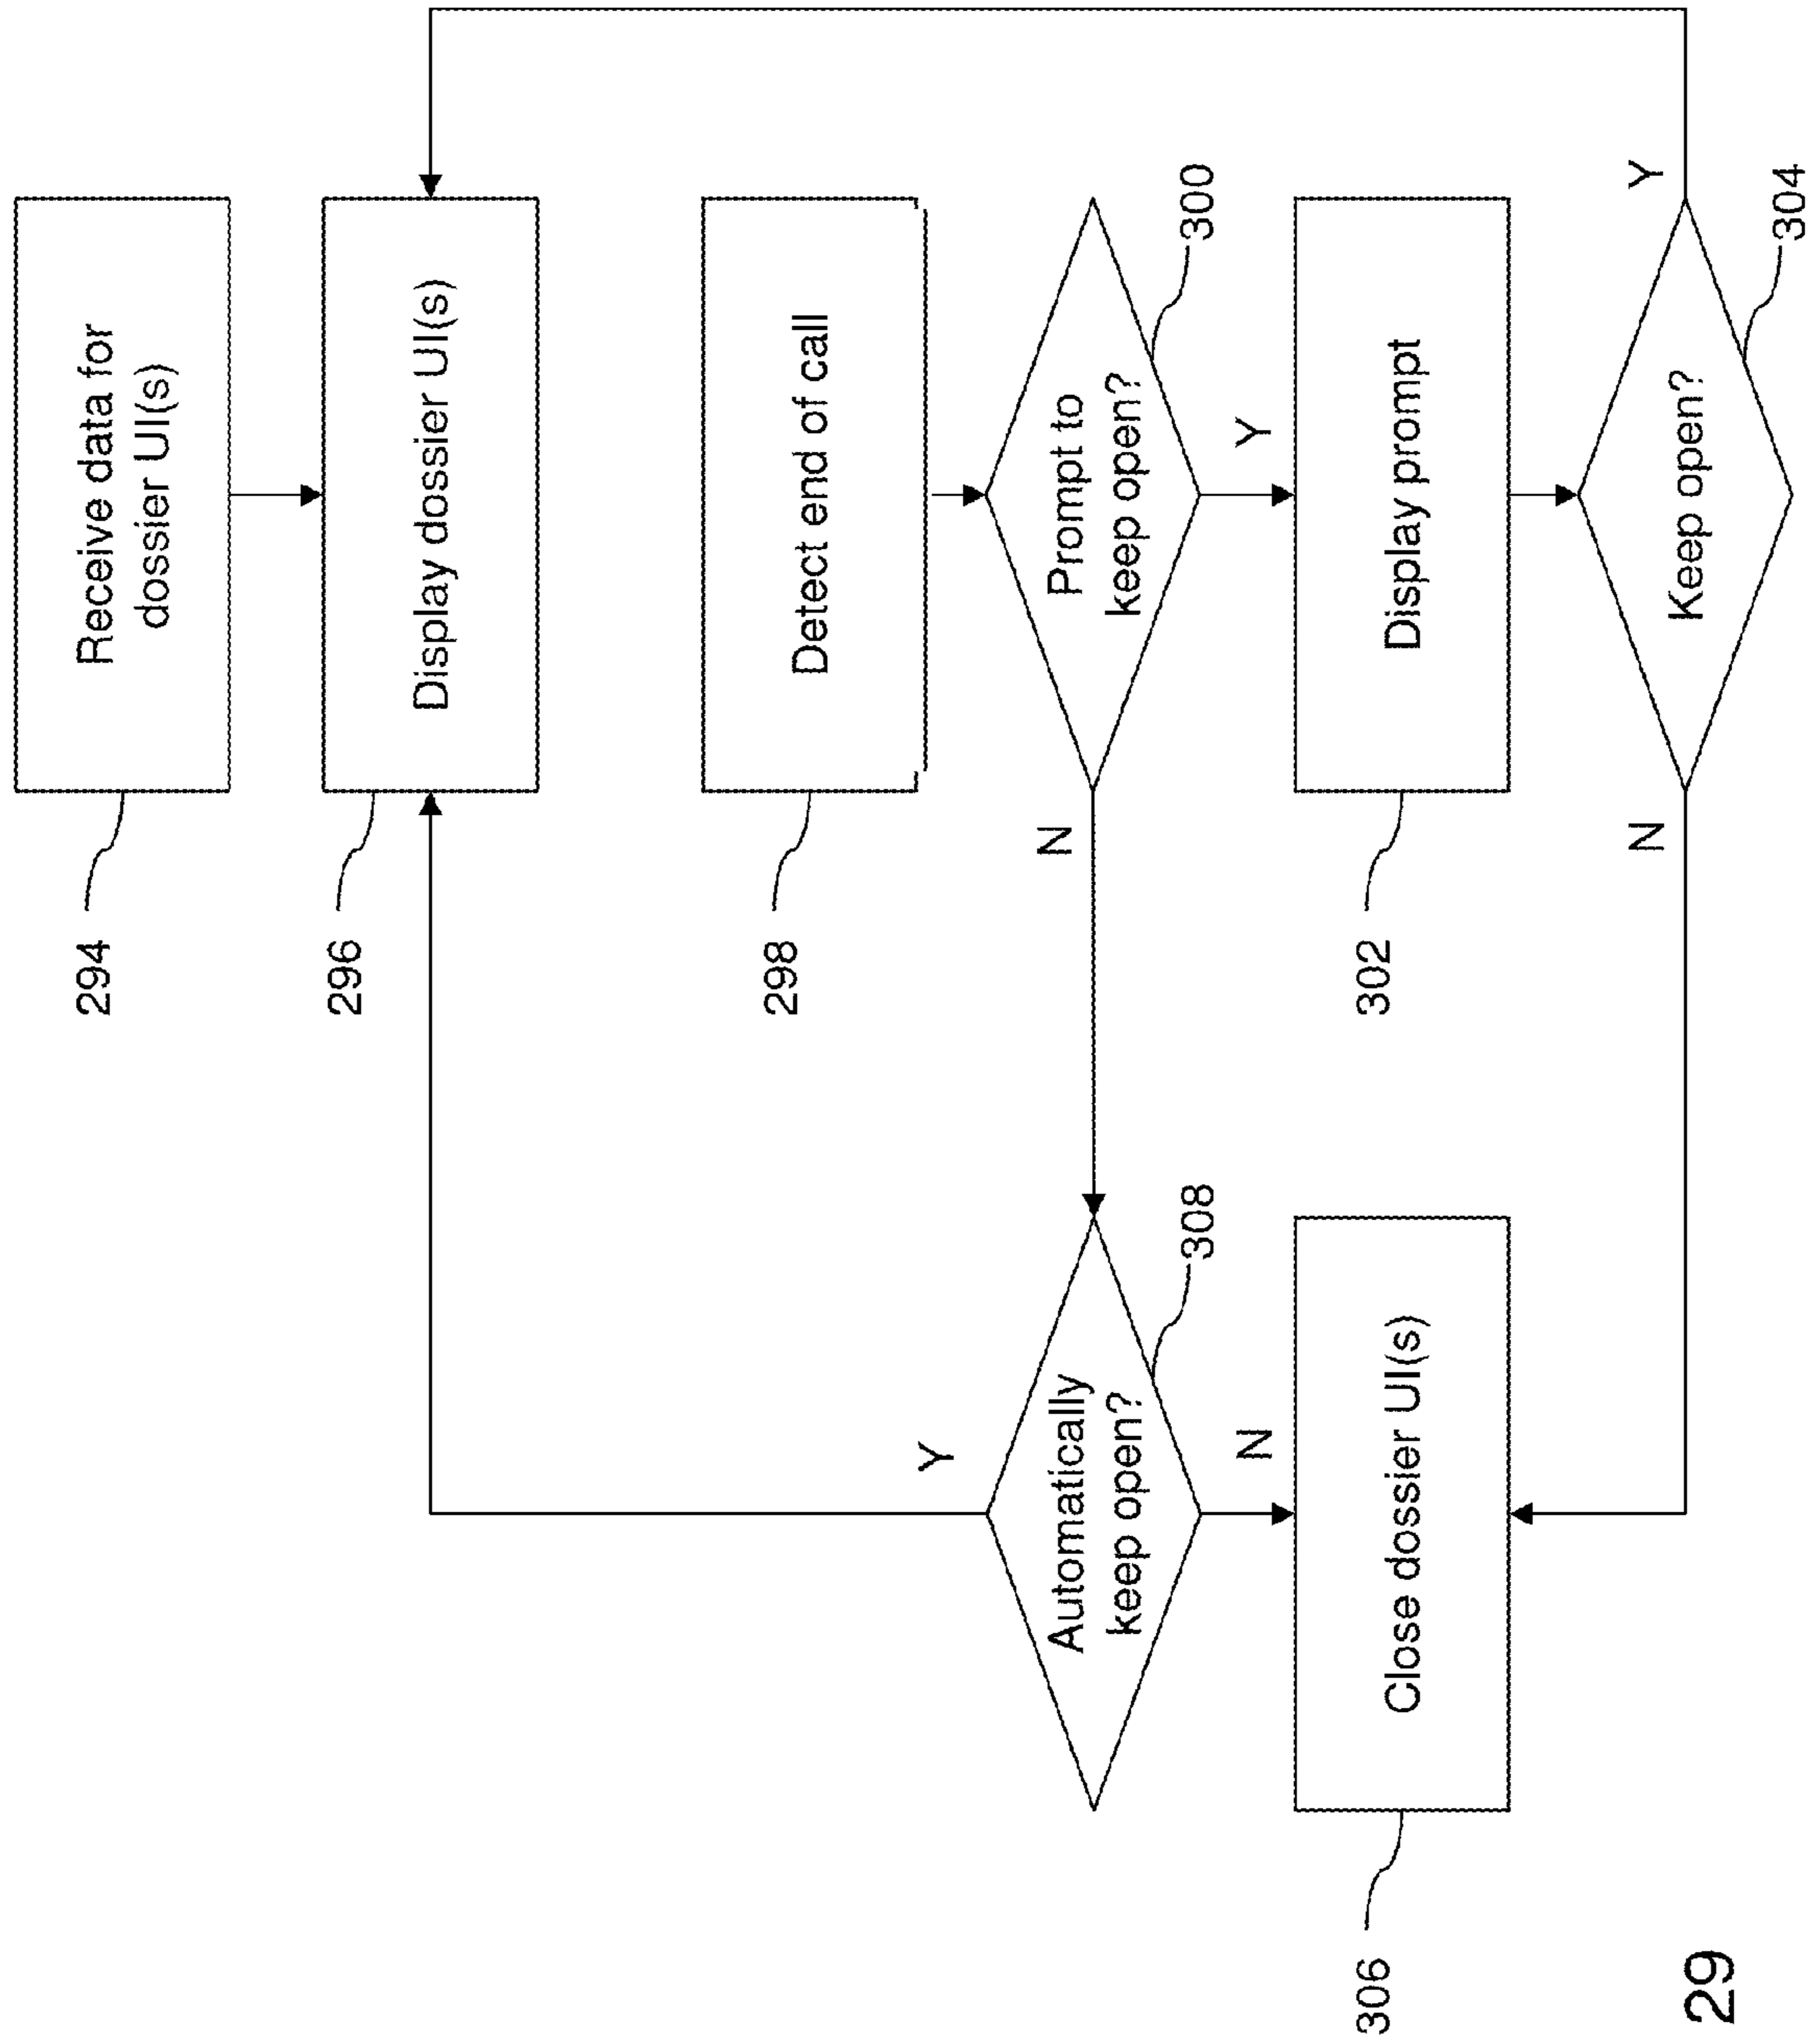 294
Receive data for
dossier UI(s)
296
Display dossier UI(s)
298
Detect end of call
Prompt to
keep open?
300
N
Y
302
Display prompt
Keep open?
304
N
Y
Automatically
keep open?
308
Y
N
306
Close dossier UI(s)
29